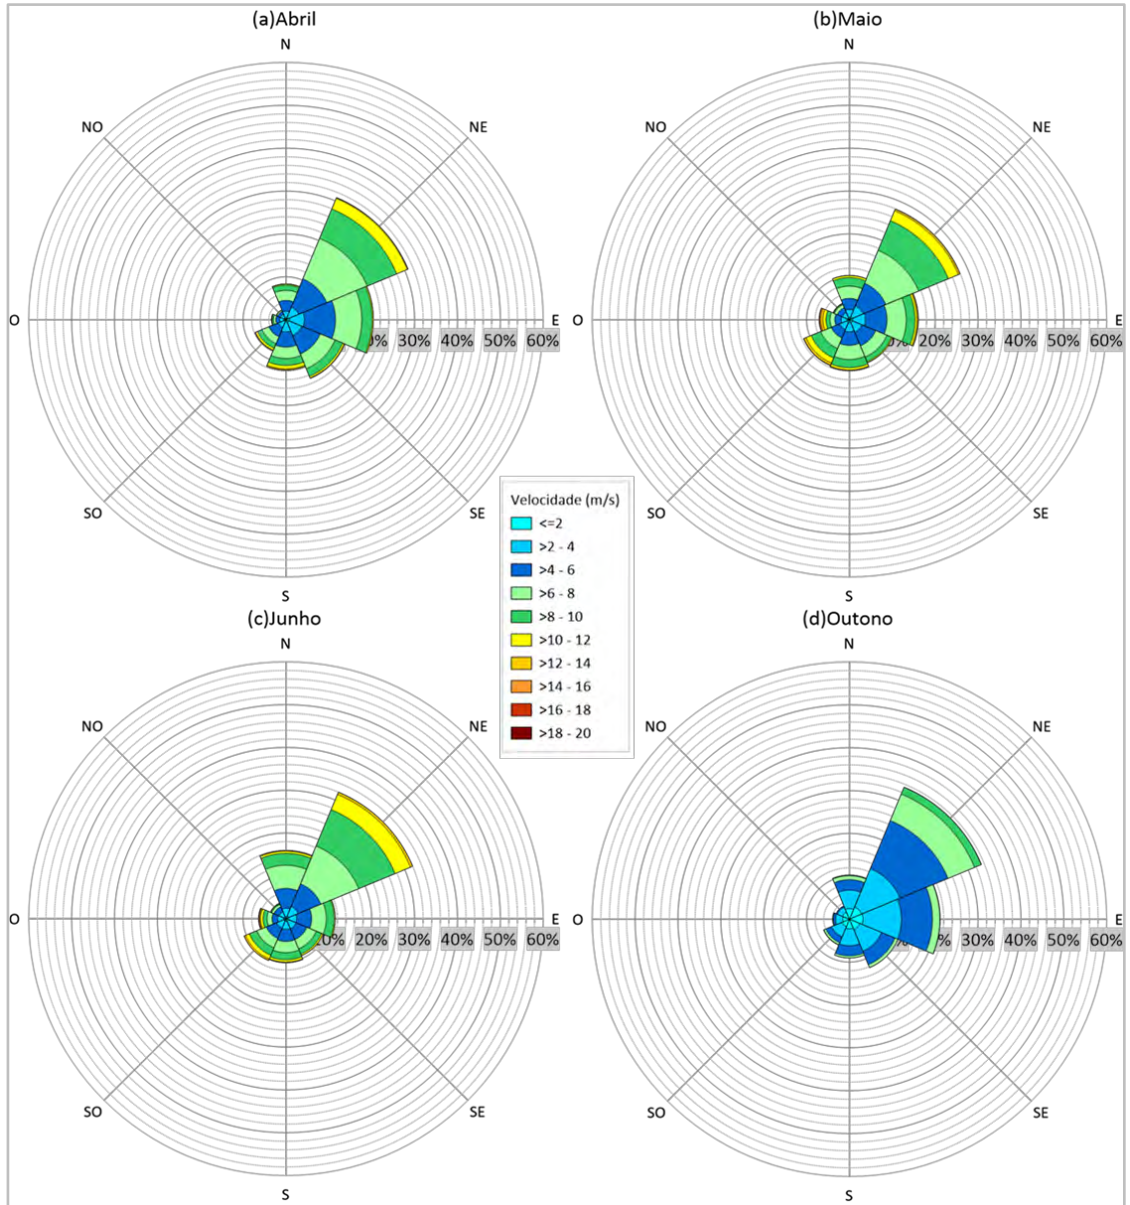 (a)Abril
N
NO
NE
O
E
30% 40% 50% 60%
SO
SE
S
(b)Maio
N
NO
NE
O
E
20% 30% 40% 50% 60%
SO
SE
S
Velocidade (m/s)
<=2
>2 - 4
>4 - 6
>6 - 8
>8 - 10
>10 - 12
>12 - 14
>14 - 16
>16 - 18
>18 - 20
(c)Junho
N
NO
NE
O
E
20% 30% 40% 50% 60%
SO
SE
S
(d)Outono
N
NO
NE
O
E
30% 40% 50% 60%
SO
SE
S